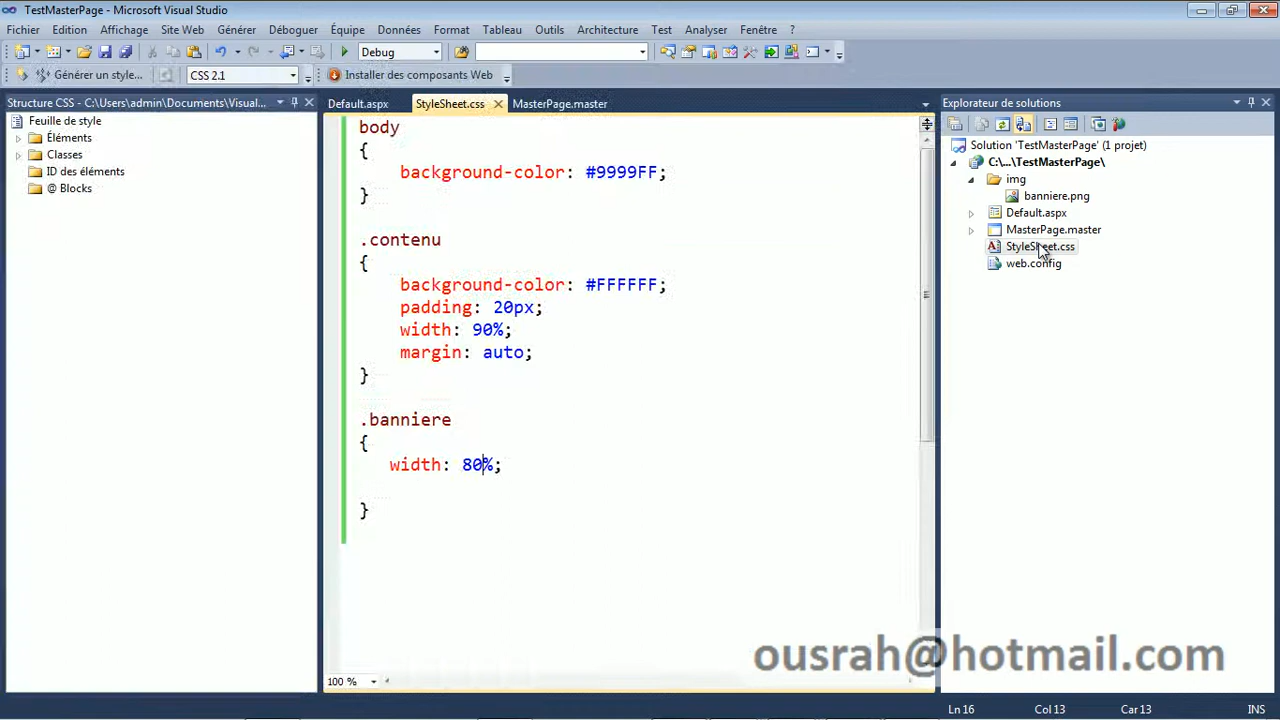 TestMasterPage - Microsoft Visual Studio
Fichier Edition Affichage Site Web Générer Déboguer Équipe Données Format Tableau Outils Architecture Test Analyser Fenêtre ?
Debug
Générer un style... CSS 2.1 Installer des composants Web
Structure CSS - C:\Users\admin\Documents\Visual...
Feuille de style
Éléments
Classes
ID des éléments
@ Blocks
Default.aspx StyleSheet.css MasterPage.master
body
{
background-color: #9999FF;
}
.contenu
{
background-color: #FFFFFF;
padding: 20px;
width: 90%;
margin: auto;
}
.banniere
{
width: 80%;
}
100 %
Explorateur de solutions
Solution 'TestMasterPage' (1 projet)
C:\...\TestMasterPage\
img
banniere.png
Default.aspx
MasterPage.master
StyleSheet.css
web.config
ousrah@hotmail.com
Ln 16 Col 13 Car 13 INS